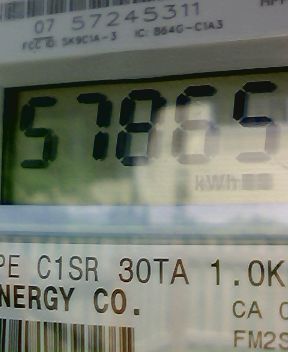 07 57245311
FCC ID: SK9C1A-3 IC: 864G-C1A3
57865
kWh
PE C1SR 30TA 1.0K
NERGY CO.
CA
FM2S